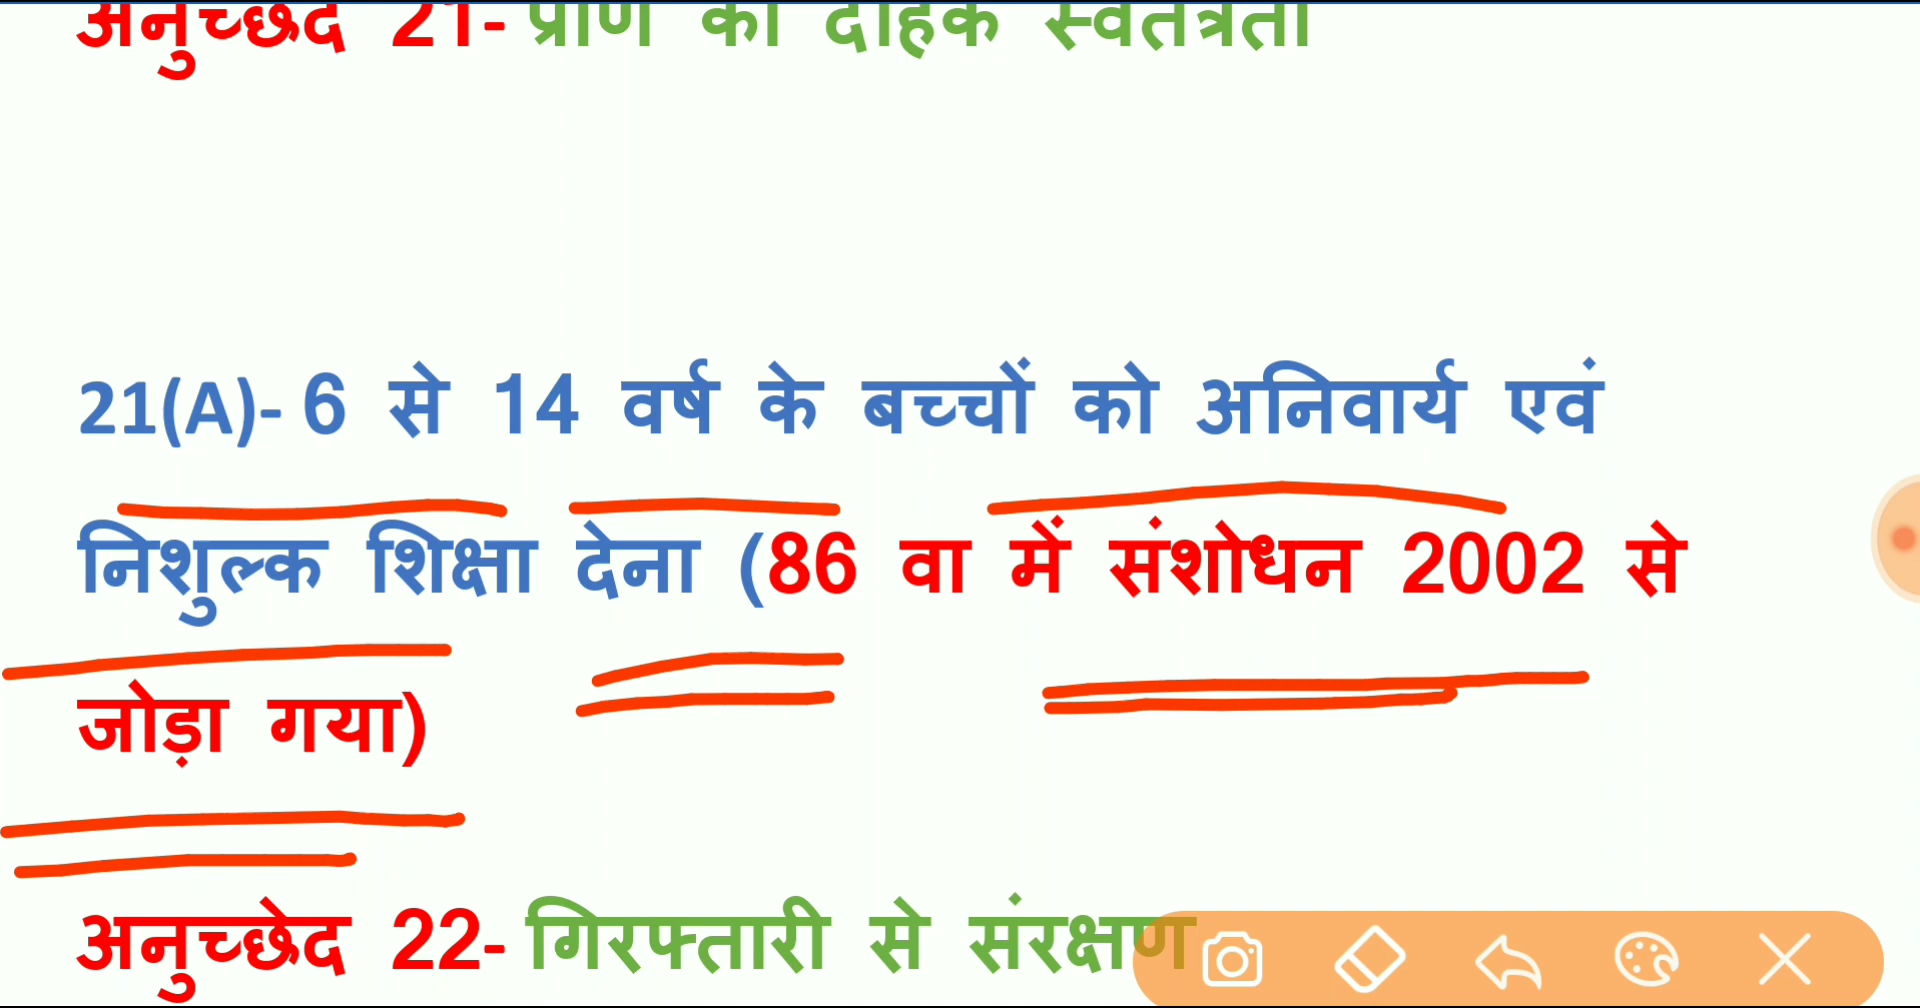 अनुच्छेद 21- प्राण की दैहिक स्वतंत्रता
21(A)- 6 से 14 वर्ष के बच्चों को अनिवार्य एवं
निशुल्क शिक्षा देना (86 वा में संशोधन 2002 से
जोड़ा गया)
अनुच्छेद 22- गिरफ्तारी से संरक्षण